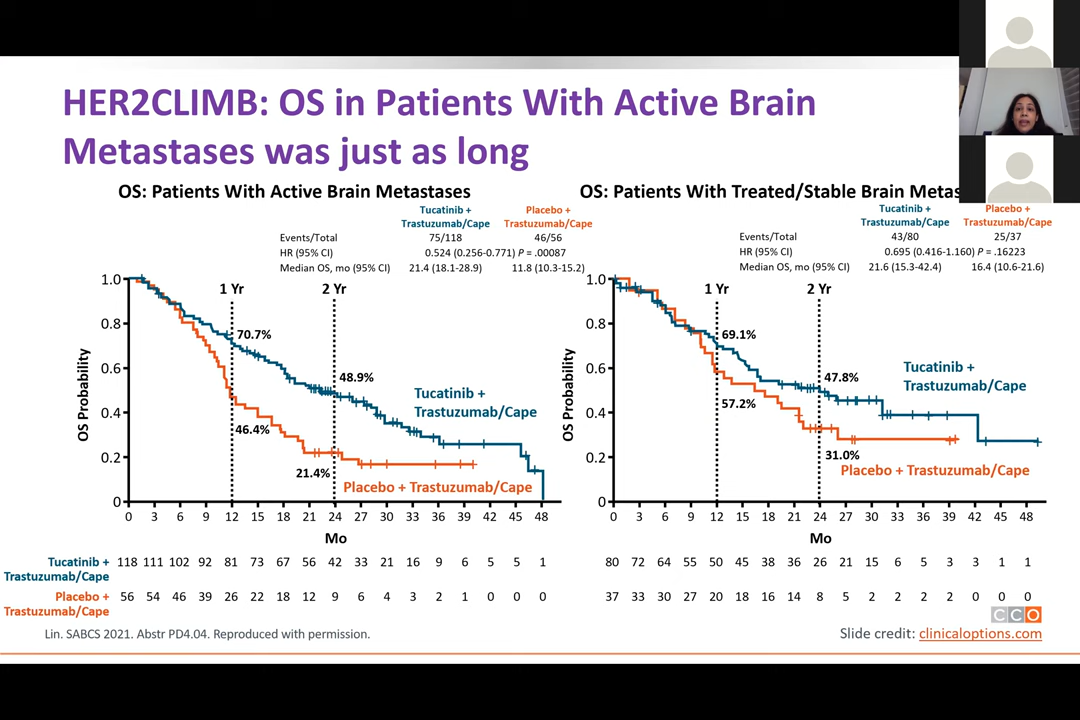 HER2CLIMB: OS in Patients With Active Brain
Metastases was just as long
OS: Patients With Active Brain Metastases
Tucatinib +
Trastuzumab/Cape
Placebo +
Trastuzumab/Cape
Events/Total 75/118 46/56
HR (95% CI) 0.524 (0.256-0.771) P = .00087
Median OS, mo (95% CI) 21.4 (18.1-28.9) 11.8 (10.3-15.2)
1.0
0.8
0.6
0.4
0.2
0
OS Probability
1 Yr
2 Yr
70.7%
48.9%
46.4%
21.4%
Tucatinib +
Trastuzumab/Cape
Placebo + Trastuzumab/Cape
0 3 6 9 12 15 18 21 24 27 30 33 36 39 42 45 48
Mo
OS: Patients With Treated/Stable Brain Metas
Tucatinib +
Trastuzumab/Cape
Placebo +
Trastuzumab/Cape
Events/Total 43/80 25/37
HR (95% CI) 0.695 (0.416-1.160) P = .16223
Median OS, mo (95% CI) 21.6 (15.3-42.4) 16.4 (10.6-21.6)
1.0
0.8
0.6
0.4
0.2
0
OS Probability
1 Yr
2 Yr
69.1%
47.8%
57.2%
31.0%
Tucatinib +
Trastuzumab/Cape
Placebo + Trastuzumab/Cape
0 3 6 9 12 15 18 21 24 27 30 33 36 39 42 45 48
Mo
Tucatinib +
Trastuzumab/Cape
118 111 102 92 81 73 67 56 42 33 21 16 9 6 5 5 1
80 72 64 55 50 45 38 36 26 21 15 6 5 3 3 1 1
Placebo +
Trastuzumab/Cape
56 54 46 39 26 22 18 12 9 6 4 3 2 1 0 0 0
37 33 30 27 20 18 16 14 8 5 2 2 2 2 0 0 0
CCO
Lin. SABCS 2021. Abstr PD4.04. Reproduced with permission.
Slide credit: clinicaloptions.com